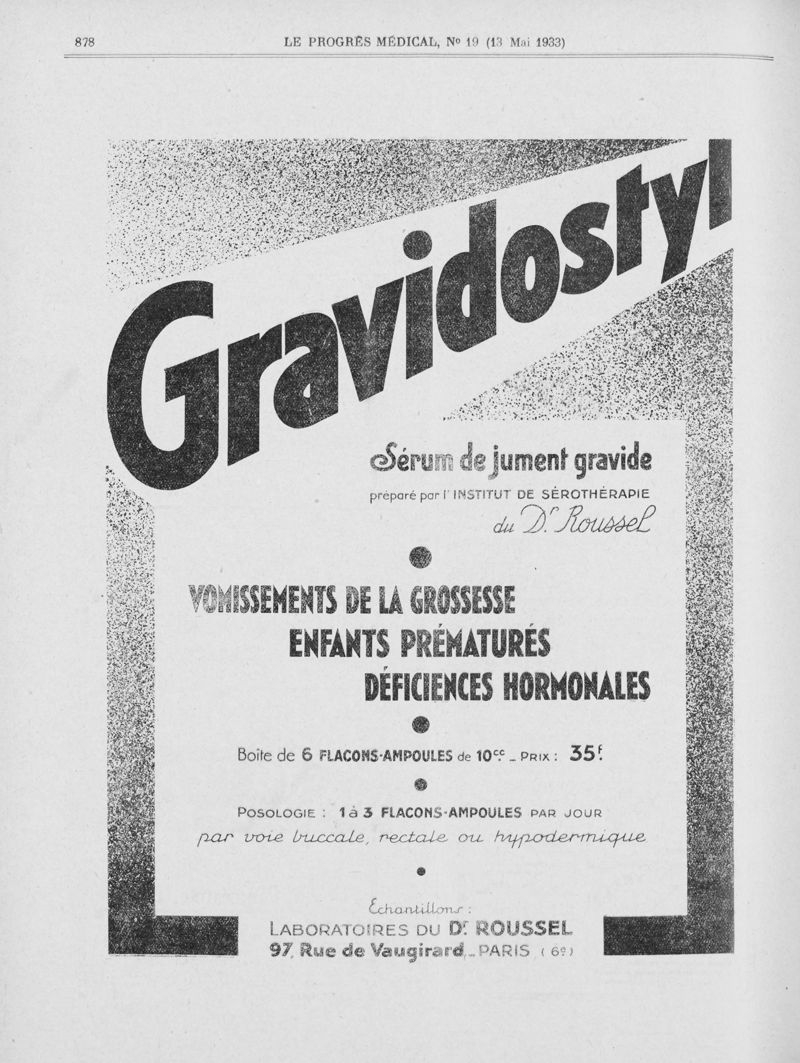 878
LE PROGRÈS MÉDICAL, Nº 19 (13 Mai 1933)
Gravidostyl
Sérum de jument gravide
préparé par l'INSTITUT DE SÉROTHÉRAPIE
du Dr Roussel
VOMISSEMENTS DE LA GROSSESSE
ENFANTS PRÉMATURÉS
DÉFICIENCES HORMONALES
Boîte de 6 FLACONS-AMPOULES de 10cc. - PRIX : 35f.
POSOLOGIE : 1 à 3 FLACONS-AMPOULES PAR JOUR
par voie buccale, rectale ou hypodermique
Échantillons :
LABORATOIRES DU Dr. ROUSSEL
97, Rue de Vaugirard - PARIS (6e)